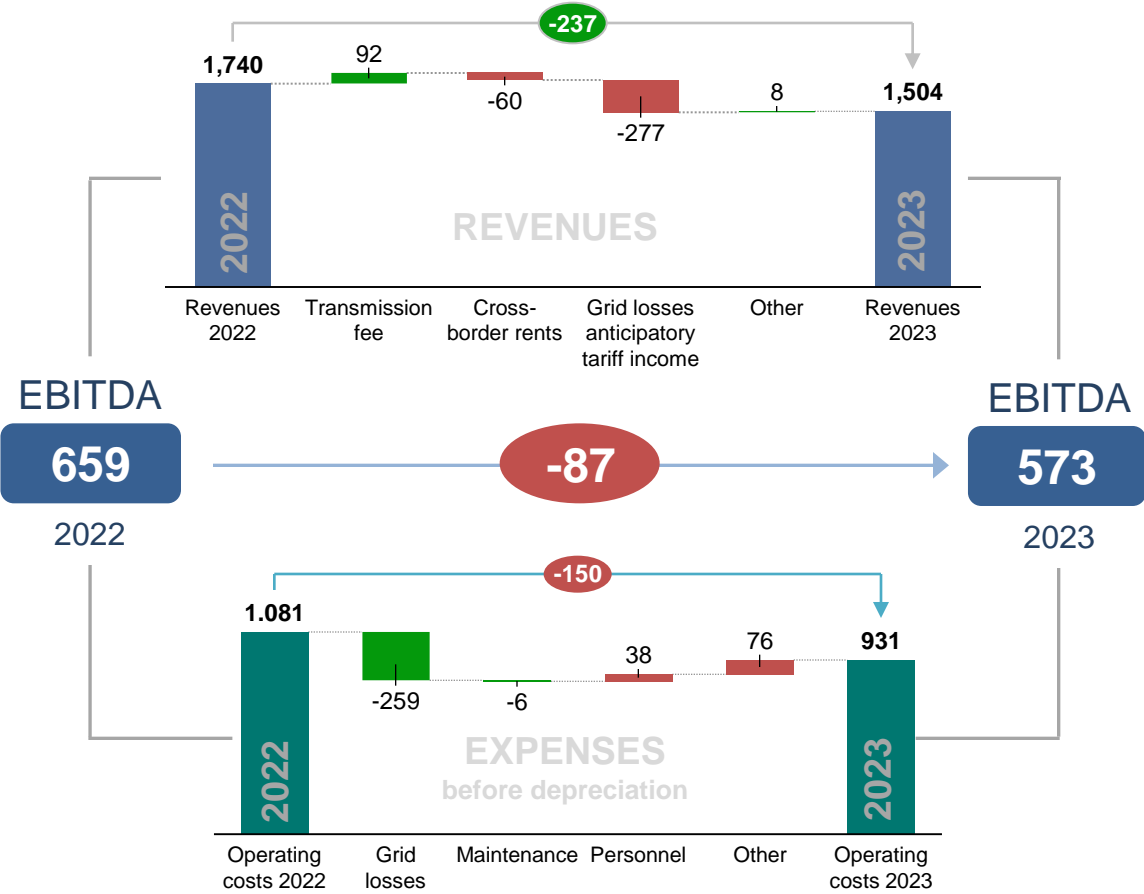 -237
92
1,740
8
1,504
-60
-277
2022
2023
REVENUES
Revenues
2022
Transmission
fee
Cross-
border rents
Grid losses
anticipatory
tariff income
Other
Revenues
2023
EBITDA
659
2022
-87
EBITDA
573
2023
-150
1.081
38
76
931
-259
-6
2022
2023
EXPENSES
before depreciation
Operating
costs 2022
Grid
losses
Maintenance
Personnel
Other
Operating
costs 2023